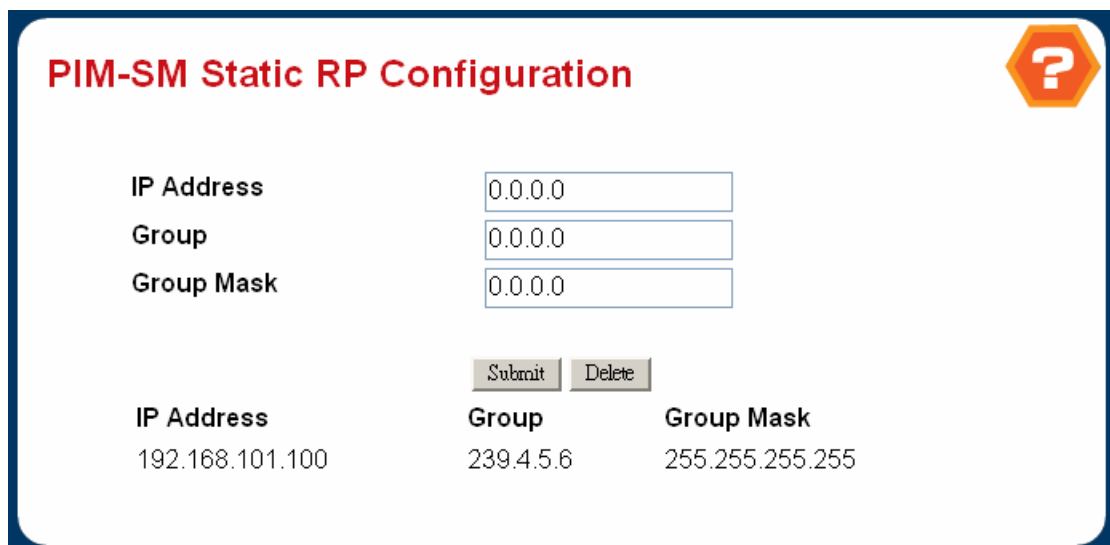 PIM-SM Static RP Configuration
?
IP Address 0.0.0.0
Group 0.0.0.0
Group Mask 0.0.0.0
Submit Delete
IP Address Group Group Mask
192.168.101.100 239.4.5.6 255.255.255.255